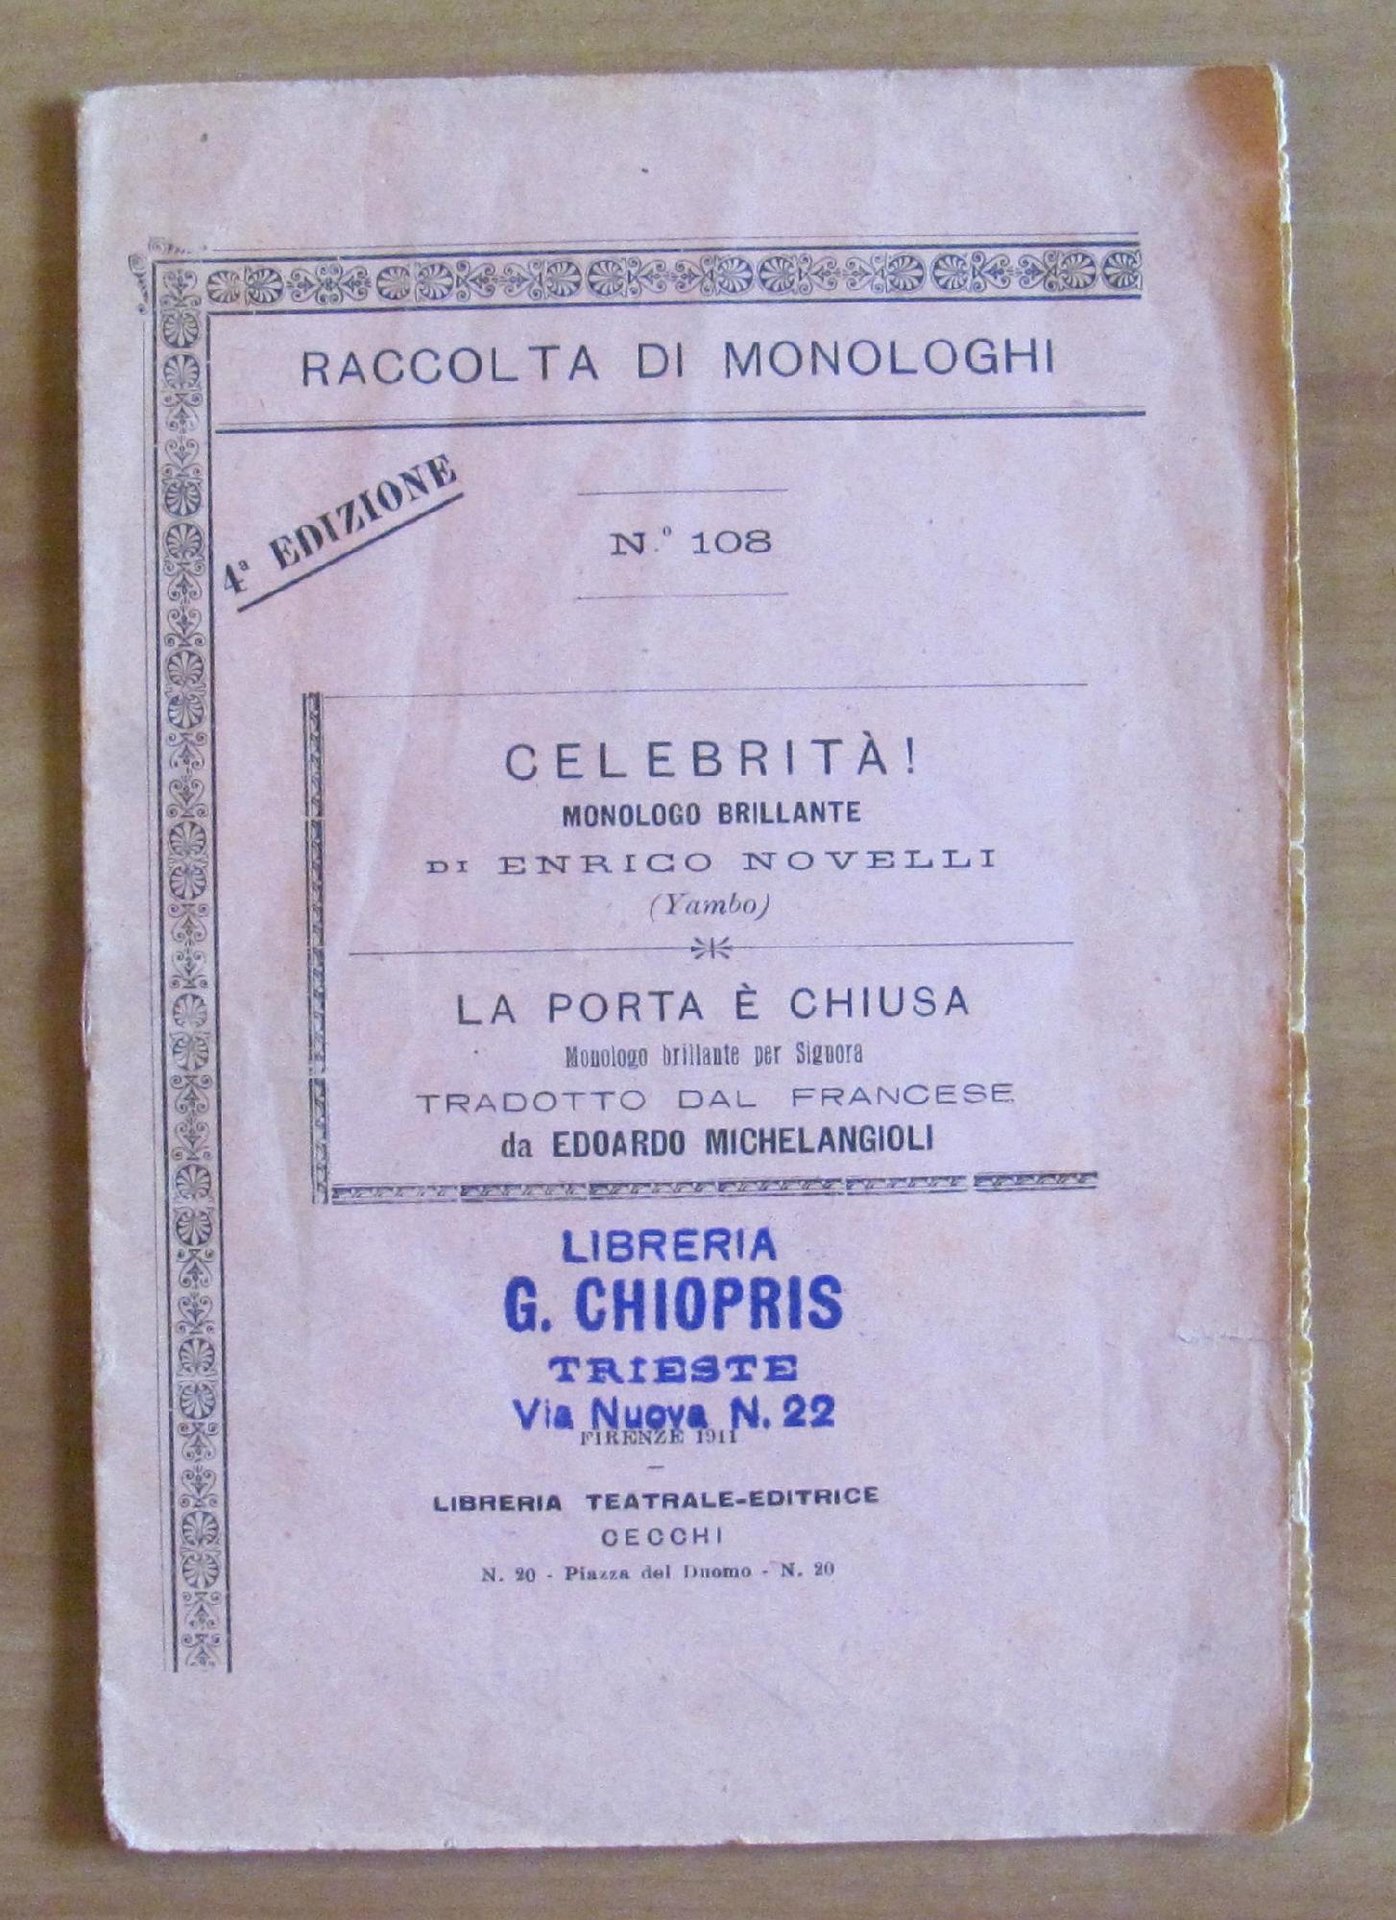 RACCOLTA DI MONOLOGHI
4ª EDIZIONE
N.º 108
CELEBRITÀ!
MONOLOGO BRILLANTE
DI ENRICO NOVELLI
(Yambo)
LA PORTA È CHIUSA
Monologo brillante per Signora
TRADOTTO DAL FRANCESE
da EDOARDO MICHELANGIOLI
LIBRERIA
G. CHIOPRIS
TRIESTE
Via Nuova N. 22
FIRENZE 1911
LIBRERIA TEATRALE-EDITRICE
CECCHI
N. 20 - Piazza del Duomo - N. 20